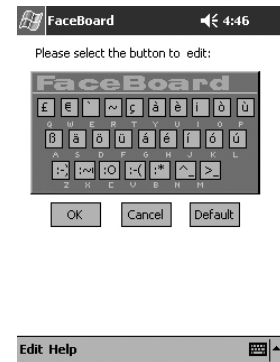 FaceBoard 4:46
Please select the button to edit:
FaceBoard
£ € ` ~ ç à è ì ò ù
Q W E R T Y U I O P
ß ä ö ü á é í ó ú
A S D F G H J K L
:-) :~| :O :-( :* ^_ >_
Z X C V B N M
OK Cancel Default
Edit Help